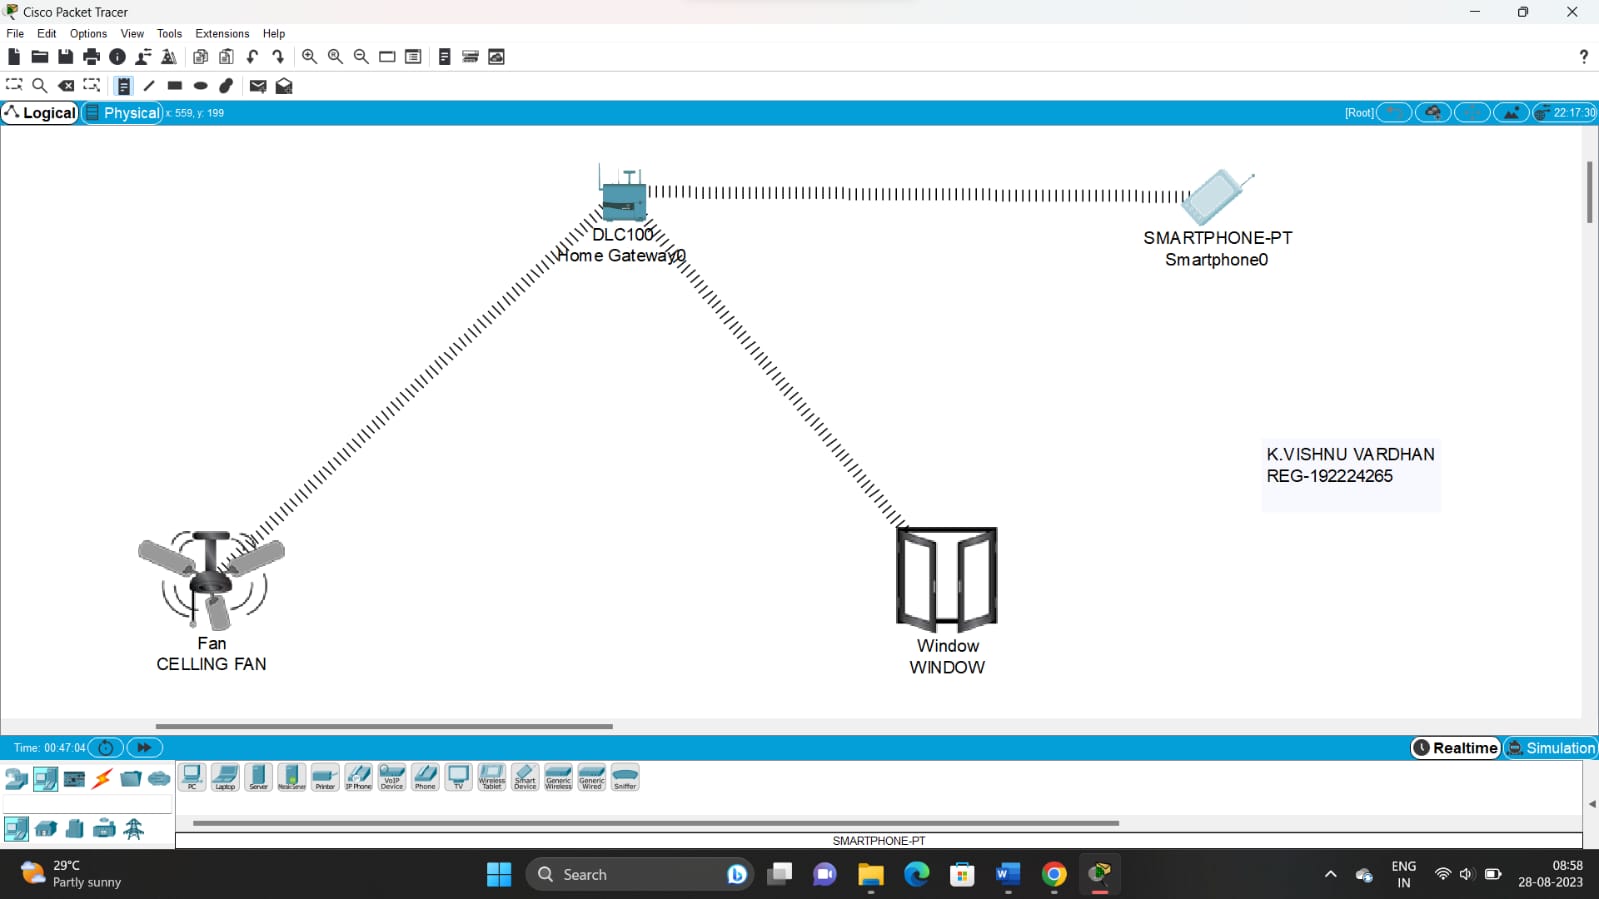 Cisco Packet Tracer
File Edit Options View Tools Extensions Help
?
Logical Physical x: 559, y: 199 [Root] 22:17:30
DLC100
Home Gateway0
SMARTPHONE-PT
Smartphone0
K.VISHNU VARDHAN
REG-192224265
Fan
CELLING FAN
Window
WINDOW
Time: 00:47:04 Realtime Simulation
PC Laptop Server Printer IP Phone VoIP Device Phone TV Wireless Tablet Smart Device Generic Wireless Generic Wired Sniffer
SMARTPHONE-PT
29°C
Partly sunny
Search
ENG
IN
08:58
28-08-2023